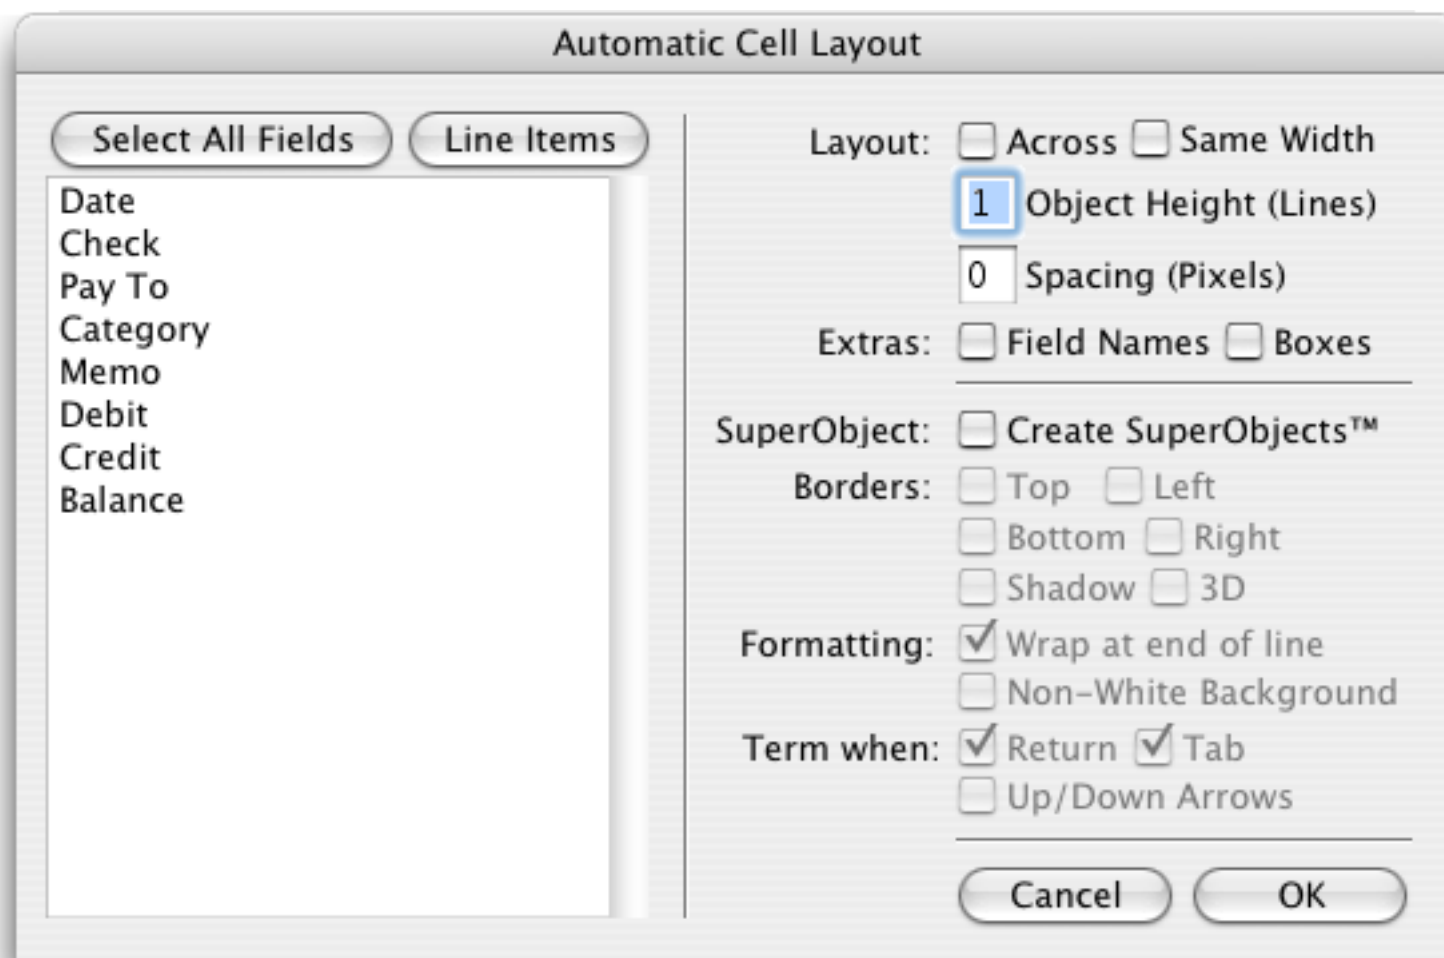 Automatic Cell Layout
Select All Fields Line Items
Date
Check
Pay To
Category
Memo
Debit
Credit
Balance
Layout: Across Same Width
1 Object Height (Lines)
0 Spacing (Pixels)
Extras: Field Names Boxes
SuperObject: Create SuperObjects™
Borders: Top Left
Bottom Right
Shadow 3D
Formatting: Wrap at end of line
Non-White Background
Term when: Return Tab
Up/Down Arrows
Cancel OK